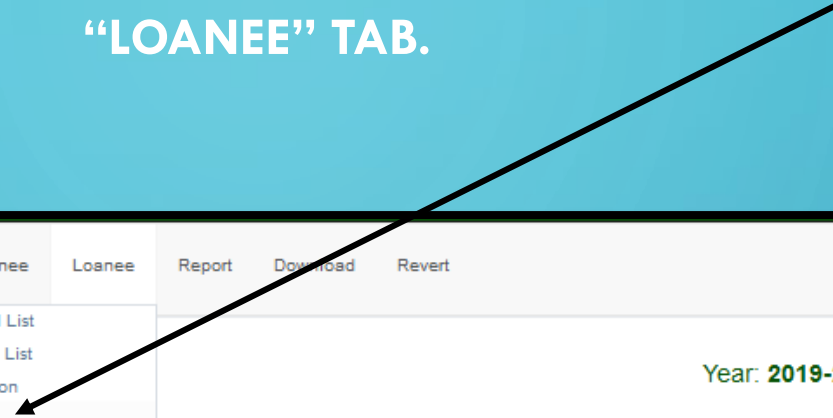 “LOANEE” TAB.
nee Loanee Report Download Revert
List
List
on
Year: 2019-